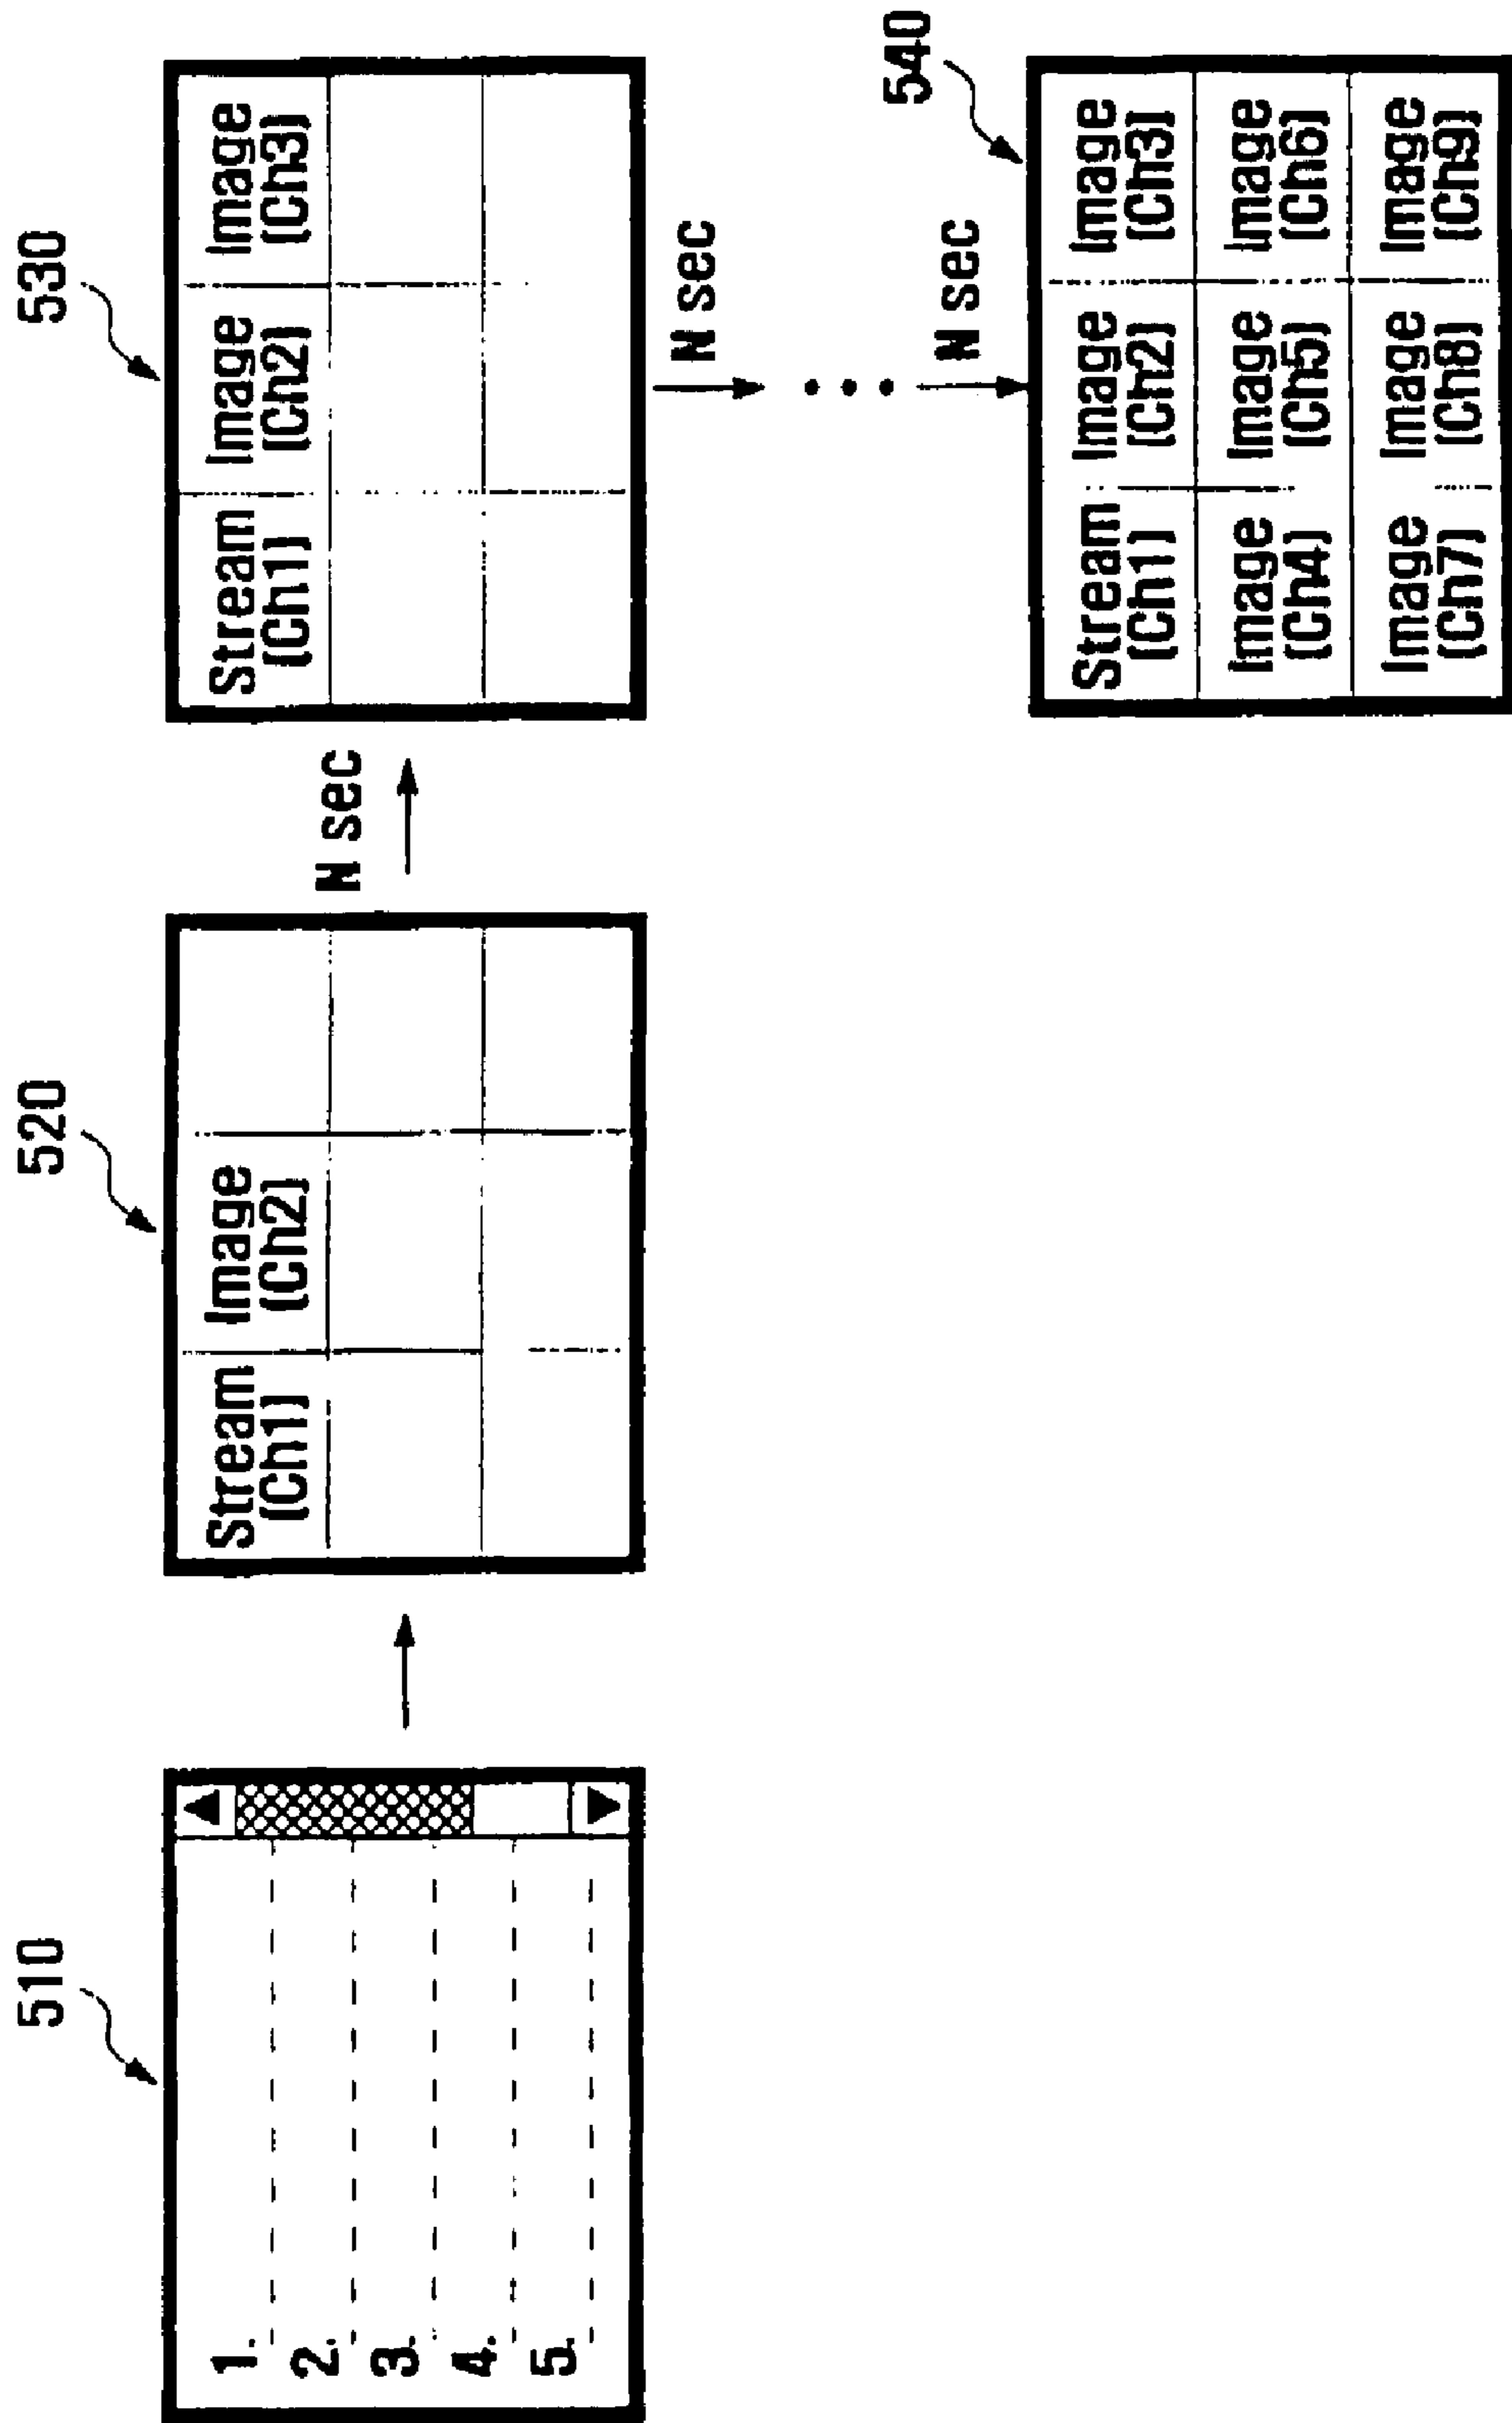 510
1.
2.
3.
4.
5.
520
Stream
(Ch1)
Image
(Ch2)
N sec
530
Stream
(Ch1)
Image
(Ch2)
Image
(Ch3)
N sec
N sec
540
Stream
(Ch1)
Image
(Ch2)
Image
(Ch3)
Image
(Ch4)
Image
(Ch5)
Image
(Ch6)
Image
(Ch7)
Image
(Ch8)
Image
(Ch9)